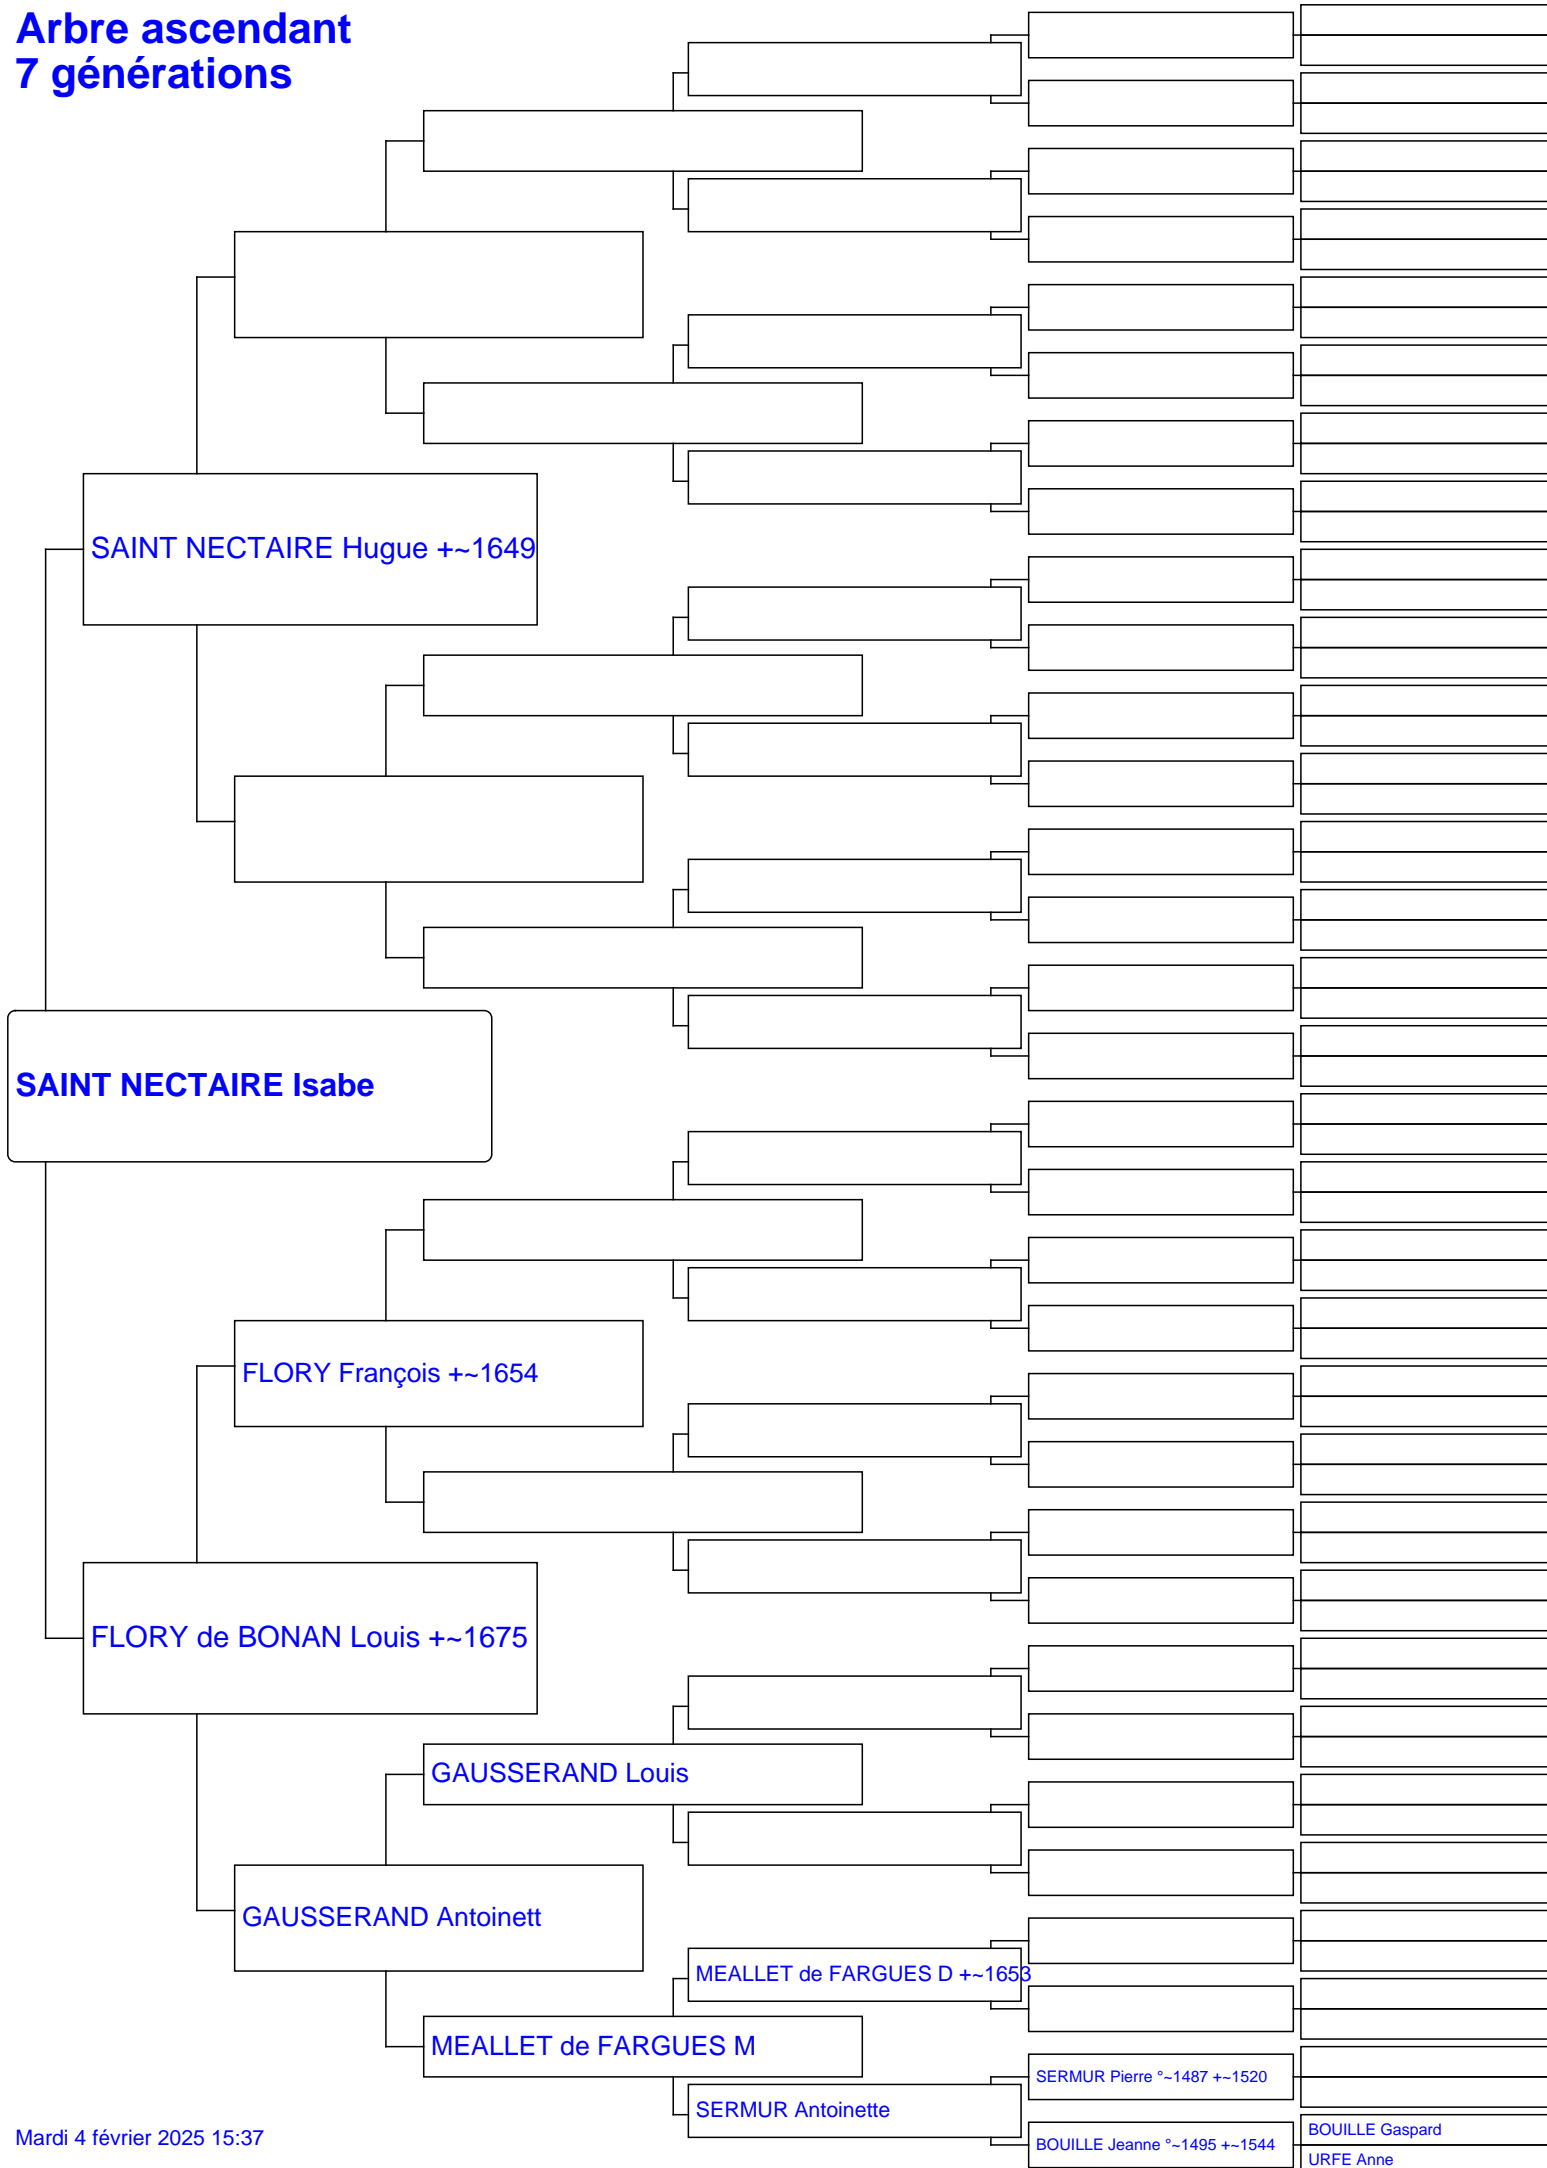 Arbre ascendant
7 générations
SAINT NECTAIRE Hugue +~1649
SAINT NECTAIRE Isabe
FLORY François +~1654
FLORY de BONAN Louis +~1675
GAUSSERAND Louis
GAUSSERAND Antoinett
MEALLET de FARGUES D +~1653
MEALLET de FARGUES M
SERMUR Pierre °~1487 +~1520
SERMUR Antoinette
BOUILLE Gaspard
BOUILLE Jeanne °~1495 +~1544
URFE Anne
Mardi 4 février 2025 15:37